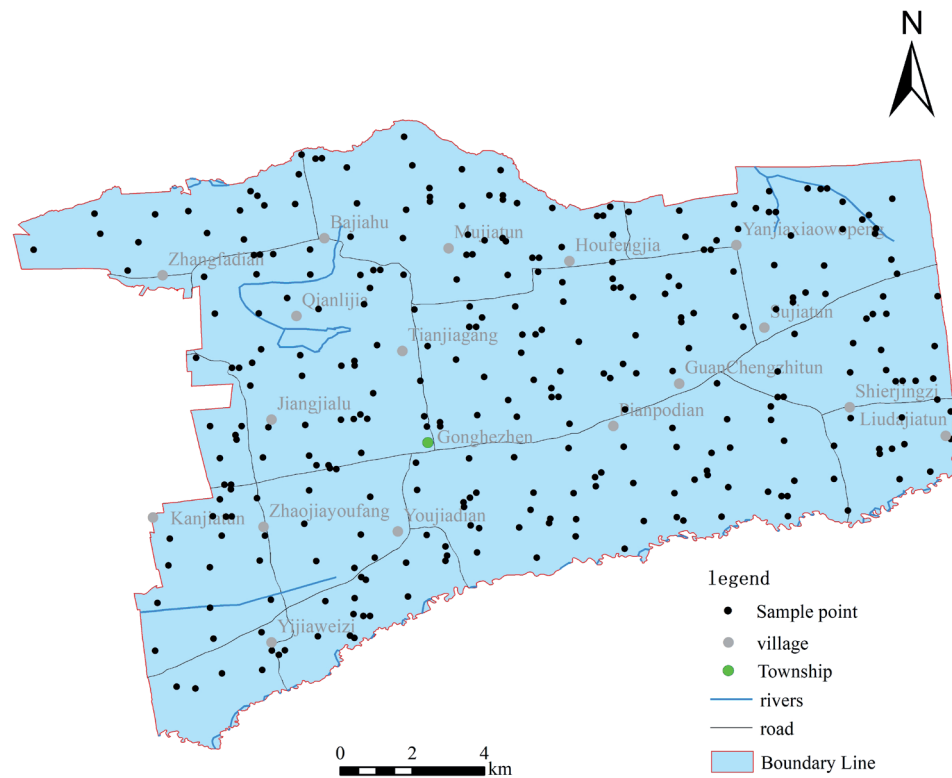 N
Bajiahu
Mujiatun
Houfengjia
Yanjiaxiaowopeng
Zhangfadian
Qianlijia
Sujiatun
Tianjiagang
GuanChengzhitun
Shierjingzi
Jiangjialu
Bianpodian
Liudajiatun
Gonghezhen
Kanjiatun
Zhaojiayoufang
Youjiadian
Yijiaweizi
legend
Sample point
village
Township
rivers
road
Boundary Line
0 2 4
km